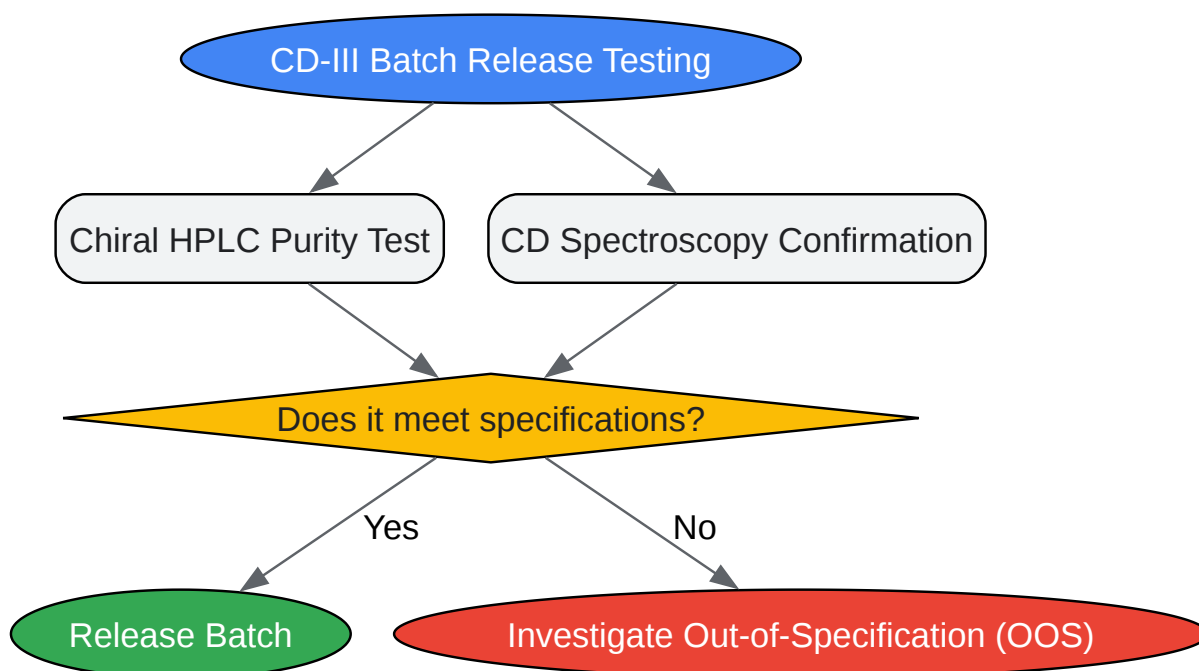 CD-III Batch Release Testing
Chiral HPLC Purity Test
CD Spectroscopy Confirmation
Does it meet specifications?
Yes
No
Release Batch
Investigate Out-of-Specification (OOS)